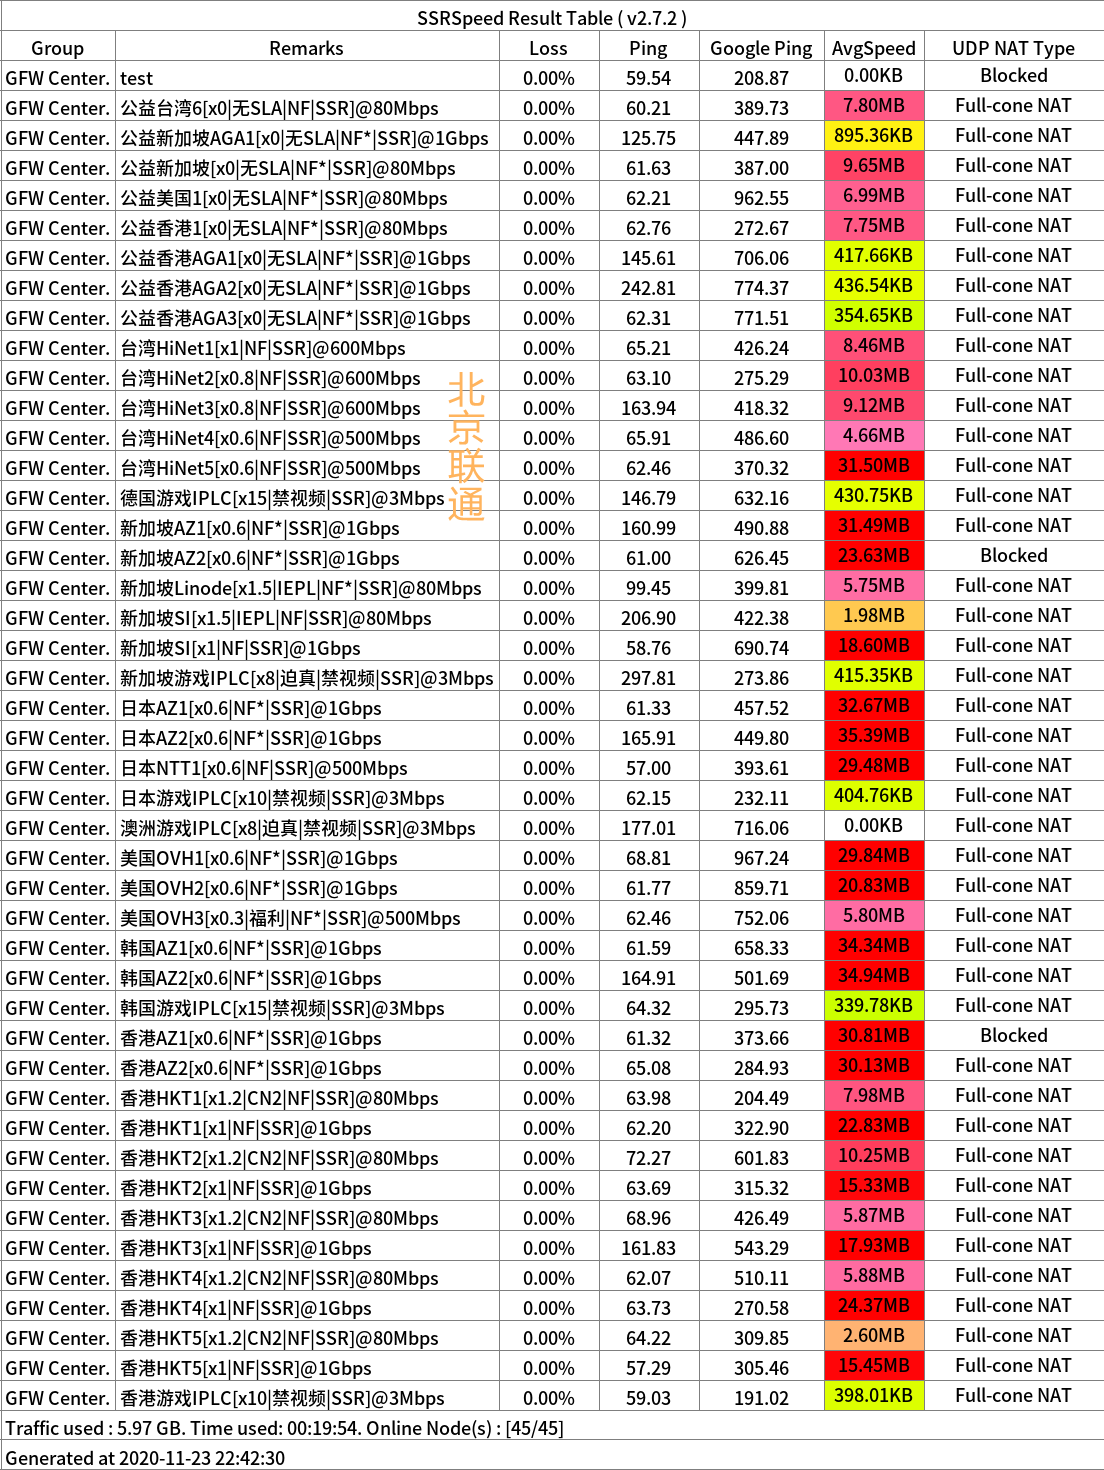 SSRSpeed Result Table ( v2.7.2 )
Group Remarks Loss Ping Google Ping AvgSpeed UDP NAT Type
GFW Center. test 0.00% 59.54 208.87 0.00KB Blocked
GFW Center. 公益台湾6[x0|无SLA|NF|SSR]@80Mbps 0.00% 60.21 389.73 7.80MB Full-cone NAT
GFW Center. 公益新加坡AGA1[x0|无SLA|NF*|SSR]@1Gbps 0.00% 125.75 447.89 895.36KB Full-cone NAT
GFW Center. 公益新加坡[x0|无SLA|NF*|SSR]@80Mbps 0.00% 61.63 387.00 9.65MB Full-cone NAT
GFW Center. 公益美国1[x0|无SLA|NF*|SSR]@80Mbps 0.00% 62.21 962.55 6.99MB Full-cone NAT
GFW Center. 公益香港1[x0|无SLA|NF*|SSR]@80Mbps 0.00% 62.76 272.67 7.75MB Full-cone NAT
GFW Center. 公益香港AGA1[x0|无SLA|NF*|SSR]@1Gbps 0.00% 145.61 706.06 417.66KB Full-cone NAT
GFW Center. 公益香港AGA2[x0|无SLA|NF*|SSR]@1Gbps 0.00% 242.81 774.37 436.54KB Full-cone NAT
GFW Center. 公益香港AGA3[x0|无SLA|NF*|SSR]@1Gbps 0.00% 62.31 771.51 354.65KB Full-cone NAT
GFW Center. 台湾HiNet1[x1|NF|SSR]@600Mbps 0.00% 65.21 426.24 8.46MB Full-cone NAT
GFW Center. 台湾HiNet2[x0.8|NF|SSR]@600Mbps 0.00% 63.10 275.29 10.03MB Full-cone NAT
GFW Center. 台湾HiNet3[x0.8|NF|SSR]@600Mbps 0.00% 163.94 418.32 9.12MB Full-cone NAT
GFW Center. 台湾HiNet4[x0.6|NF|SSR]@500Mbps 0.00% 65.91 486.60 4.66MB Full-cone NAT
GFW Center. 台湾HiNet5[x0.6|NF|SSR]@500Mbps 0.00% 62.46 370.32 31.50MB Full-cone NAT
GFW Center. 德国游戏IPLC[x15|禁视频|SSR]@3Mbps 0.00% 146.79 632.16 430.75KB Full-cone NAT
GFW Center. 新加坡AZ1[x0.6|NF*|SSR]@1Gbps 0.00% 160.99 490.88 31.49MB Full-cone NAT
GFW Center. 新加坡AZ2[x0.6|NF*|SSR]@1Gbps 0.00% 61.00 626.45 23.63MB Blocked
GFW Center. 新加坡Linode[x1.5|IEPL|NF*|SSR]@80Mbps 0.00% 99.45 399.81 5.75MB Full-cone NAT
GFW Center. 新加坡SI[x1.5|IEPL|NF|SSR]@80Mbps 0.00% 206.90 422.38 1.98MB Full-cone NAT
GFW Center. 新加坡SI[x1|NF|SSR]@1Gbps 0.00% 58.76 690.74 18.60MB Full-cone NAT
GFW Center. 新加坡游戏IPLC[x8|迫真|禁视频|SSR]@3Mbps 0.00% 297.81 273.86 415.35KB Full-cone NAT
GFW Center. 日本AZ1[x0.6|NF*|SSR]@1Gbps 0.00% 61.33 457.52 32.67MB Full-cone NAT
GFW Center. 日本AZ2[x0.6|NF*|SSR]@1Gbps 0.00% 165.91 449.80 35.39MB Full-cone NAT
GFW Center. 日本NTT1[x0.6|NF|SSR]@500Mbps 0.00% 57.00 393.61 29.48MB Full-cone NAT
GFW Center. 日本游戏IPLC[x10|禁视频|SSR]@3Mbps 0.00% 62.15 232.11 404.76KB Full-cone NAT
GFW Center. 澳洲游戏IPLC[x8|迫真|禁视频|SSR]@3Mbps 0.00% 177.01 716.06 0.00KB Full-cone NAT
GFW Center. 美国OVH1[x0.6|NF*|SSR]@1Gbps 0.00% 68.81 967.24 29.84MB Full-cone NAT
GFW Center. 美国OVH2[x0.6|NF*|SSR]@1Gbps 0.00% 61.77 859.71 20.83MB Full-cone NAT
GFW Center. 美国OVH3[x0.3|福利|NF*|SSR]@500Mbps 0.00% 62.46 752.06 5.80MB Full-cone NAT
GFW Center. 韩国AZ1[x0.6|NF*|SSR]@1Gbps 0.00% 61.59 658.33 34.34MB Full-cone NAT
GFW Center. 韩国AZ2[x0.6|NF*|SSR]@1Gbps 0.00% 164.91 501.69 34.94MB Full-cone NAT
GFW Center. 韩国游戏IPLC[x15|禁视频|SSR]@3Mbps 0.00% 64.32 295.73 339.78KB Full-cone NAT
GFW Center. 香港AZ1[x0.6|NF*|SSR]@1Gbps 0.00% 61.32 373.66 30.81MB Blocked
GFW Center. 香港AZ2[x0.6|NF*|SSR]@1Gbps 0.00% 65.08 284.93 30.13MB Full-cone NAT
GFW Center. 香港HKT1[x1.2|CN2|NF|SSR]@80Mbps 0.00% 63.98 204.49 7.98MB Full-cone NAT
GFW Center. 香港HKT1[x1|NF|SSR]@1Gbps 0.00% 62.20 322.90 22.83MB Full-cone NAT
GFW Center. 香港HKT2[x1.2|CN2|NF|SSR]@80Mbps 0.00% 72.27 601.83 10.25MB Full-cone NAT
GFW Center. 香港HKT2[x1|NF|SSR]@1Gbps 0.00% 63.69 315.32 15.33MB Full-cone NAT
GFW Center. 香港HKT3[x1.2|CN2|NF|SSR]@80Mbps 0.00% 68.96 426.49 5.87MB Full-cone NAT
GFW Center. 香港HKT3[x1|NF|SSR]@1Gbps 0.00% 161.83 543.29 17.93MB Full-cone NAT
GFW Center. 香港HKT4[x1.2|CN2|NF|SSR]@80Mbps 0.00% 62.07 510.11 5.88MB Full-cone NAT
GFW Center. 香港HKT4[x1|NF|SSR]@1Gbps 0.00% 63.73 270.58 24.37MB Full-cone NAT
GFW Center. 香港HKT5[x1.2|CN2|NF|SSR]@80Mbps 0.00% 64.22 309.85 2.60MB Full-cone NAT
GFW Center. 香港HKT5[x1|NF|SSR]@1Gbps 0.00% 57.29 305.46 15.45MB Full-cone NAT
GFW Center. 香港游戏IPLC[x10|禁视频|SSR]@3Mbps 0.00% 59.03 191.02 398.01KB Full-cone NAT
Traffic used : 5.97 GB. Time used: 00:19:54. Online Node(s) : [45/45]
Generated at 2020-11-23 22:42:30
北京联通